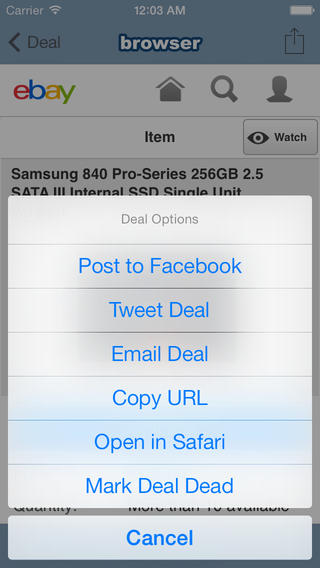 Carrier 12:03 AM
Deal browser
ebay
Item Watch
Samsung 840 Pro-Series 256GB 2.5
SATA III Internal SSD Single Unit
Deal Options
Post to Facebook
Tweet Deal
Email Deal
Copy URL
Open in Safari
Mark Deal Dead
Quantity: More than 10 available
Cancel